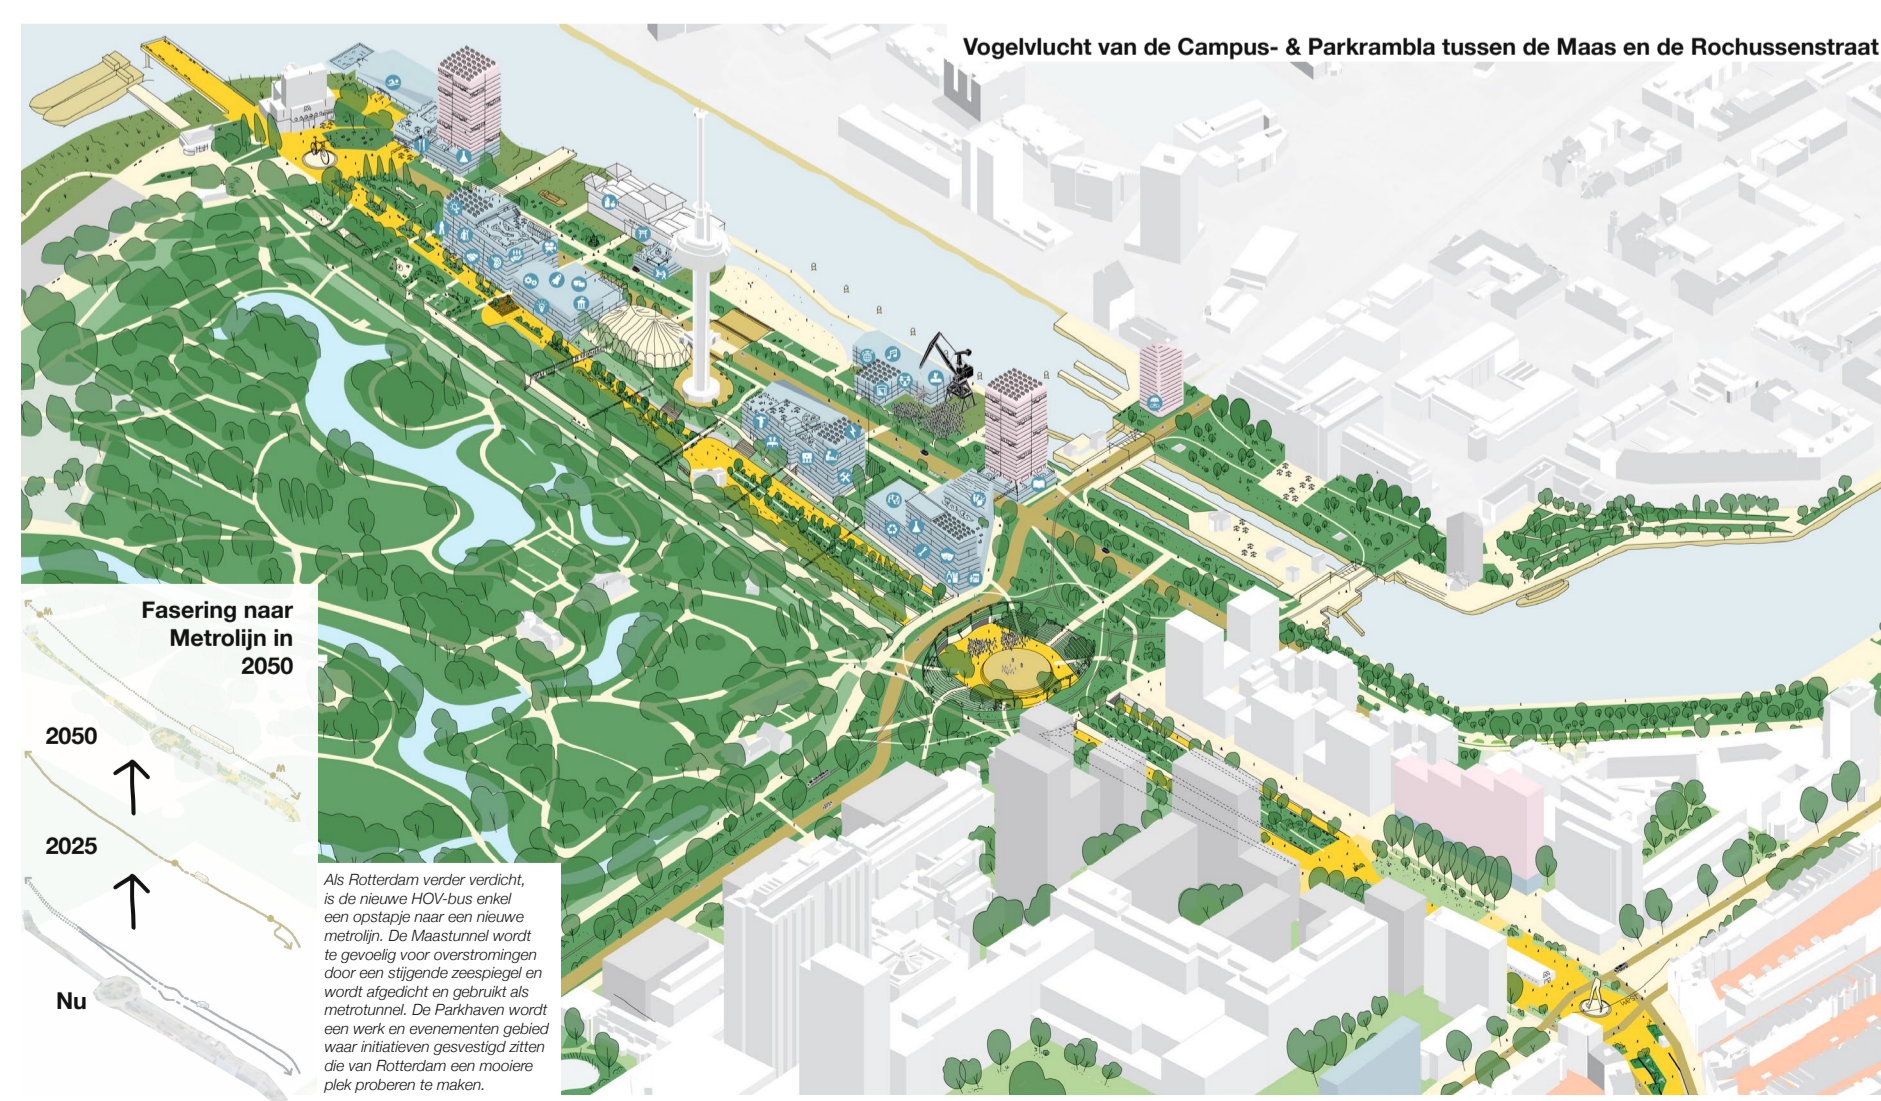 Vogelvlucht van de Campus- & Parkrambla tussen de Maas en de Rochussenstraat
Fasering naar
Metrolijn in
2050
M
M
2050
2025
Nu
Als Rotterdam verder verdicht,
is de nieuwe HOV-bus enkel
een opstapje naar een nieuwe
metrolijn. De Maastunnel wordt
te gevoelig voor overstromingen
door een stijgende zeespiegel en
wordt afgedicht en gebruikt als
metrotunnel. De Parkhaven wordt
een werk en evenementen gebied
waar initiatieven gesvestigd zitten
die van Rotterdam een mooiere
plek proberen te maken.